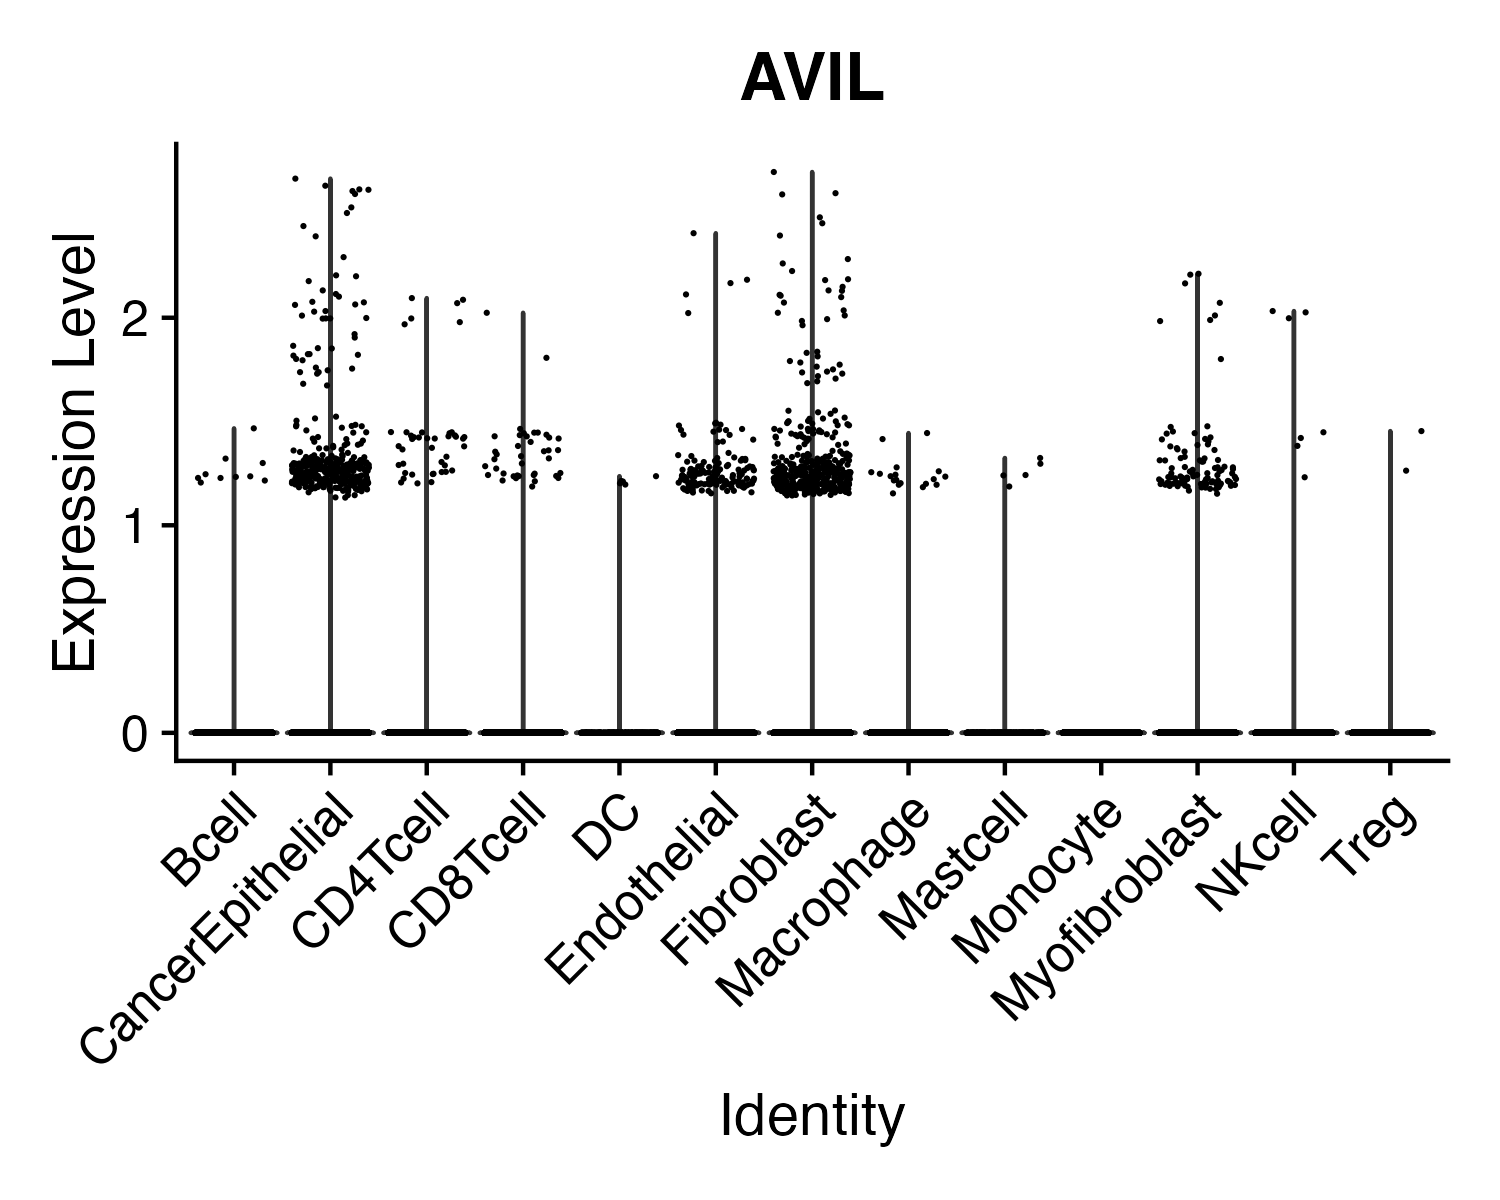 AVIL
Expression Level
2
1
0
Bcell
CancerEpithelial
CD4Tcell
CD8Tcell
DC
Endothelial
Fibroblast
Macrophage
Mastcell
Monocyte
Myofibroblast
NKcell
Treg
Identity